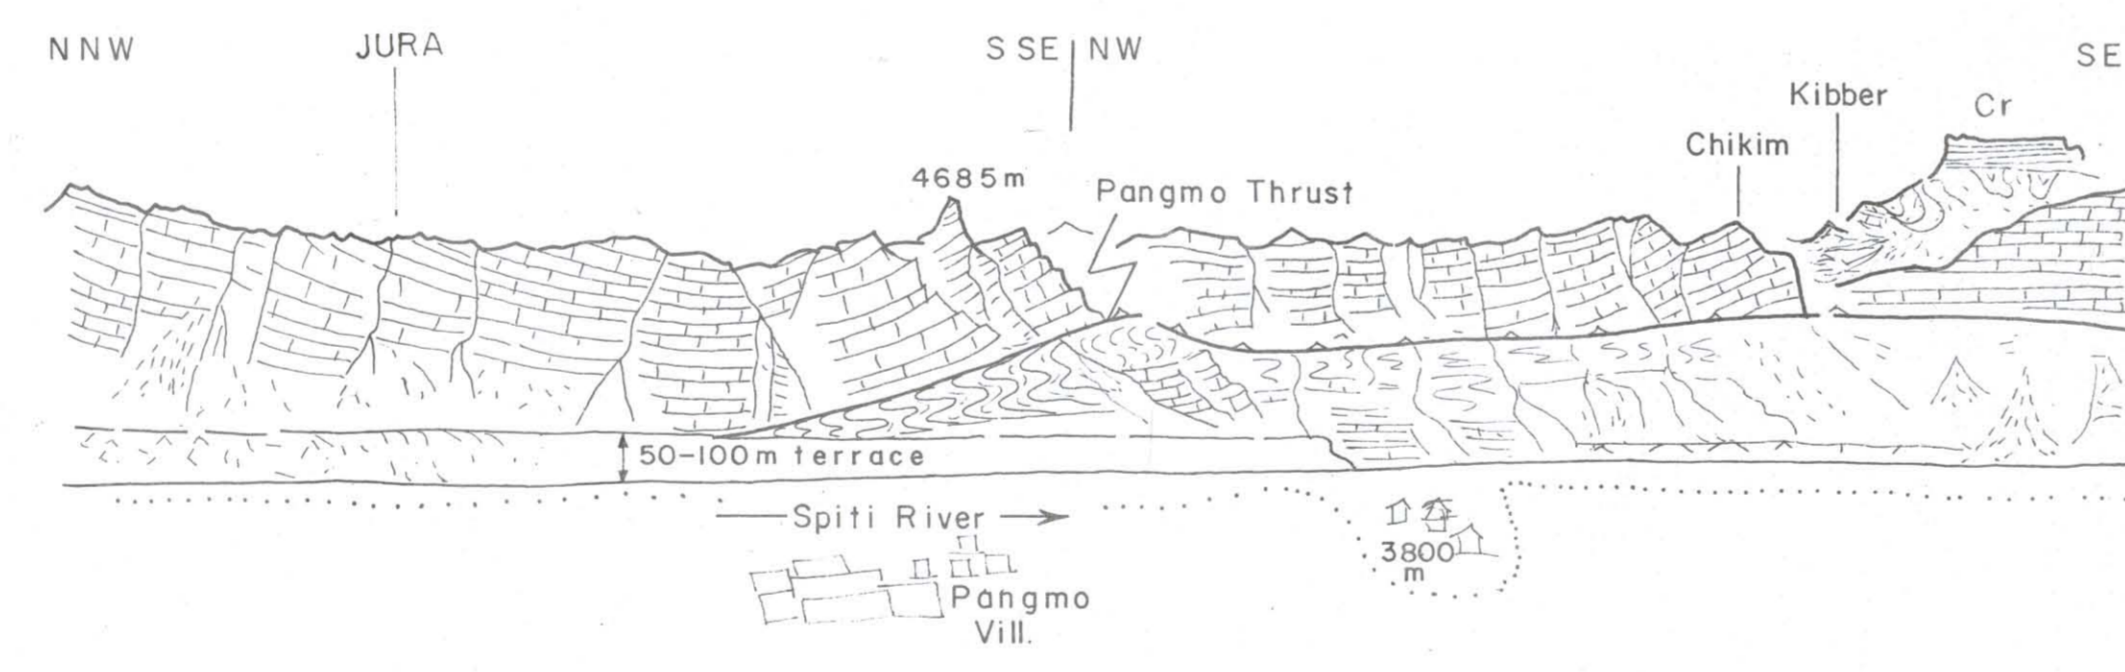 NNW
JURA
SSE | NW
SE
Kibber
Cr
Chikim
4685m
Pangmo Thrust
50-100m terrace
Spiti River
3800
m
Pangmo
Vill.